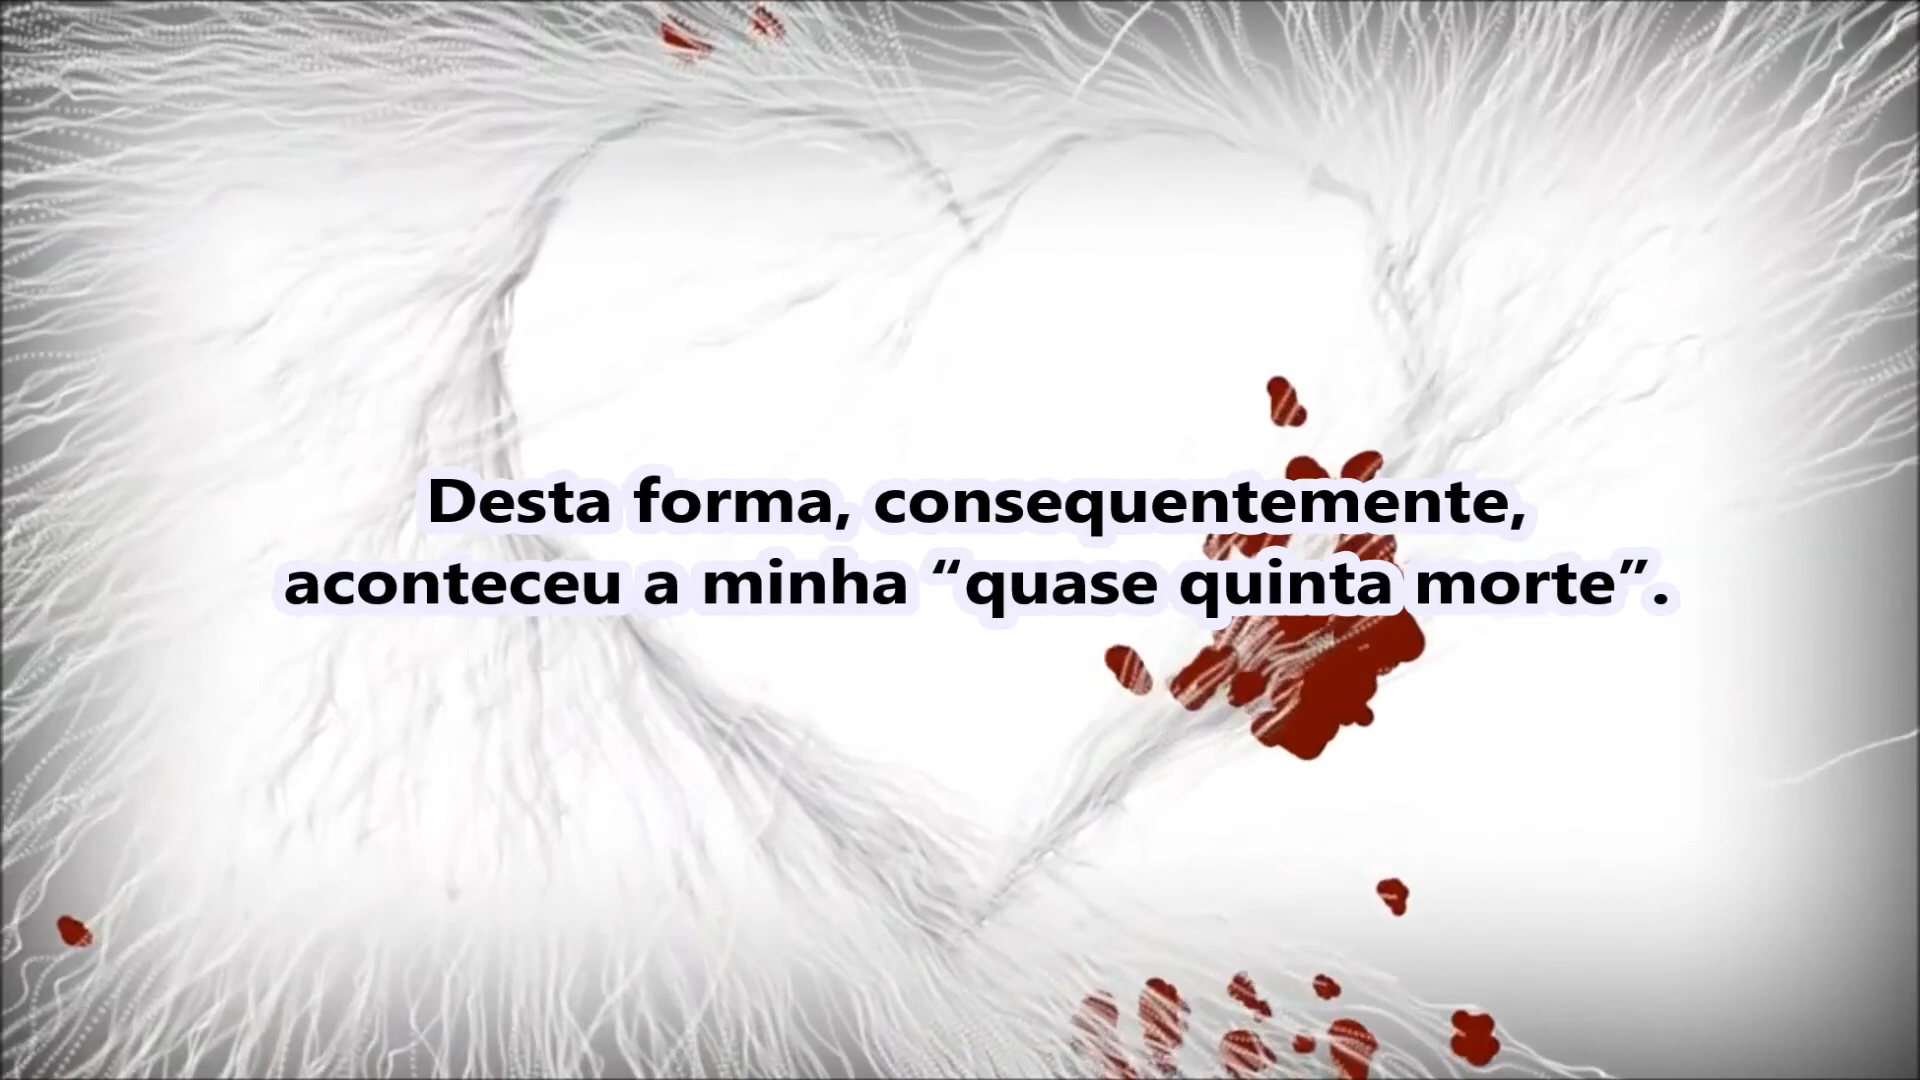 Desta forma, consequentemente,
aconteceu a minha “quase quinta morte”.